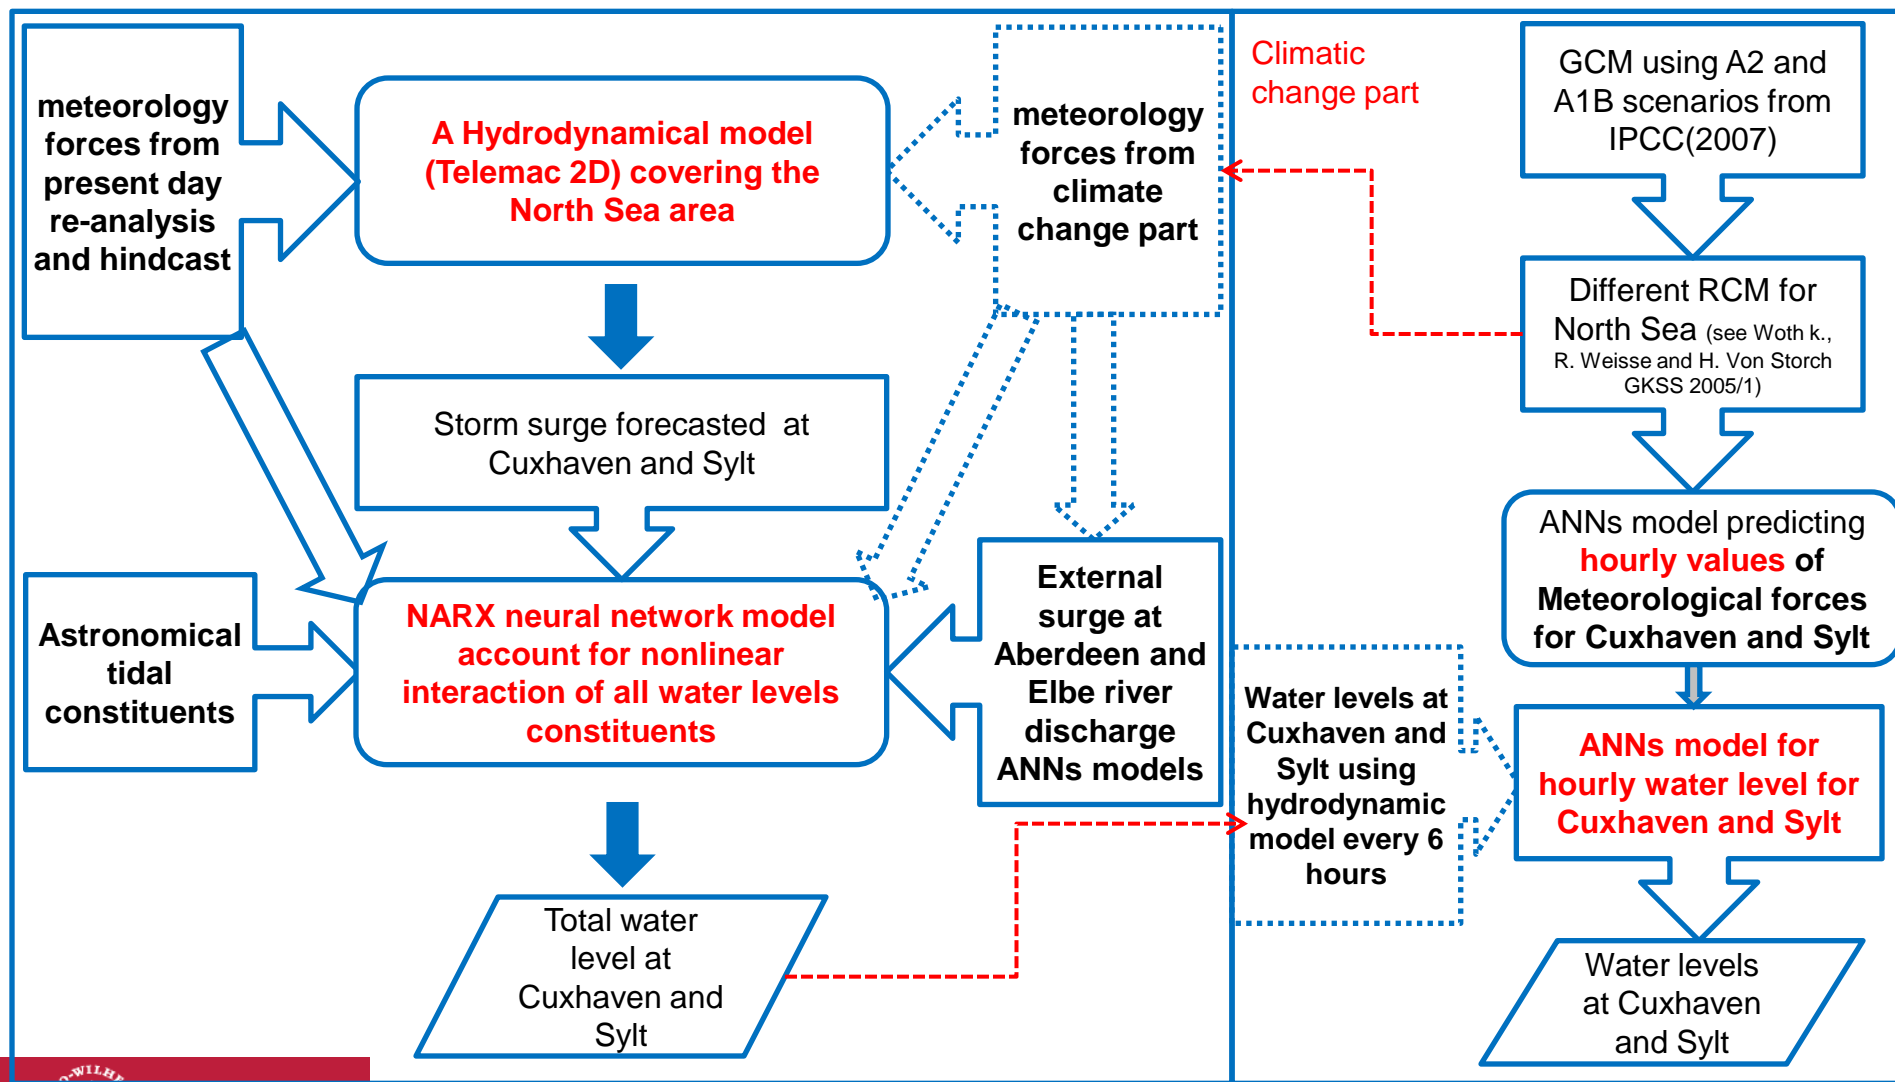 meteorology
forces from
present day
re-analysis
and hindcast
A Hydrodynamical model
(Telemac 2D) covering the
North Sea area
meteorology
forces from
climate
change part
Storm surge forecasted at
Cuxhaven and Sylt
Astronomical
tidal
constituents
NARX neural network model
account for nonlinear
interaction of all water levels
constituents
External
surge at
Aberdeen and
Elbe river
discharge
ANNs models
Total water
level at
Cuxhaven and
Sylt
Climatic
change part
GCM using A2 and
A1B scenarios from
IPCC(2007)
Different RCM for
North Sea (see Woth k.,
R. Weisse and H. Von Storch
GKSS 2005/1)
ANNs model predicting
hourly values of
Meteorological forces
for Cuxhaven and Sylt
Water levels at
Cuxhaven and
Sylt using
hydrodynamic
model every 6
hours
ANNs model for
hourly water level for
Cuxhaven and Sylt
Water levels
at Cuxhaven
and Sylt